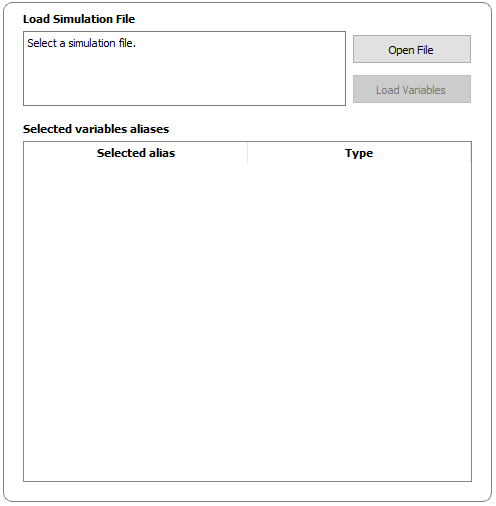 Load Simulation File
Select a simulation file.
Open File
Load Variables
Selected variables aliases
Selected alias
Type